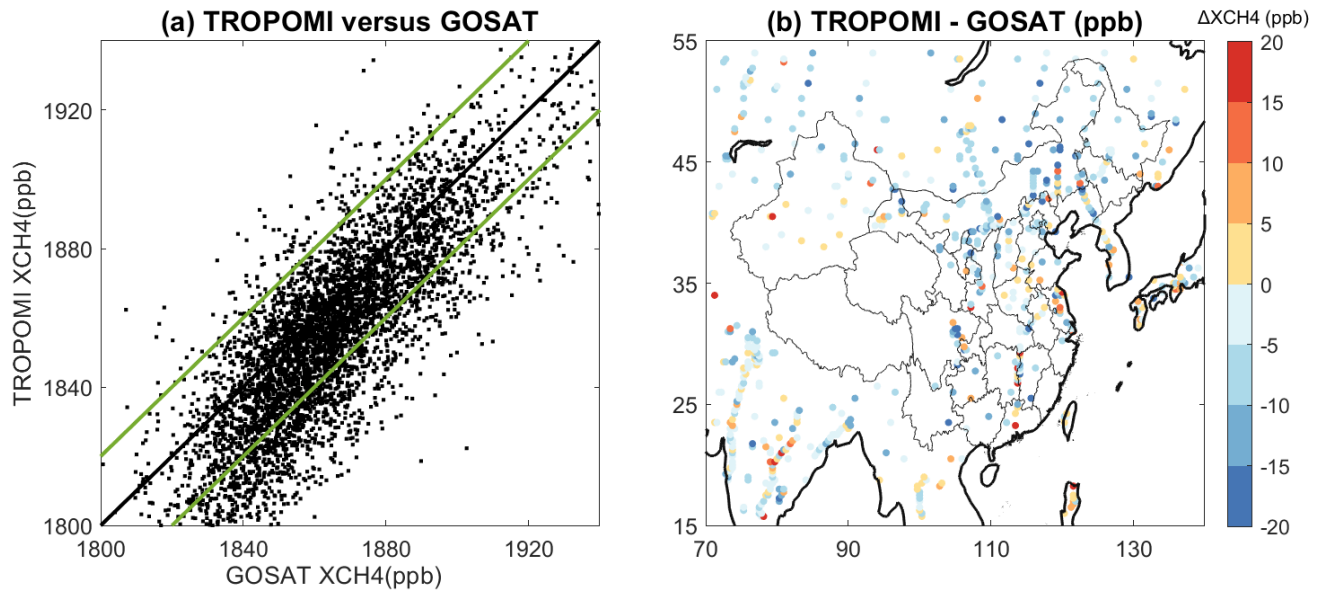 (a) TROPOMI versus GOSAT
TROPOMI XCH4(ppb)
1920
1880
1840
1800
1800 1840 1880 1920
GOSAT XCH4(ppb)
(b) TROPOMI - GOSAT (ppb)
55
45
35
25
15
70 90 110 130
ΔXCH4 (ppb)
20
15
10
5
0
-5
-10
-15
-20